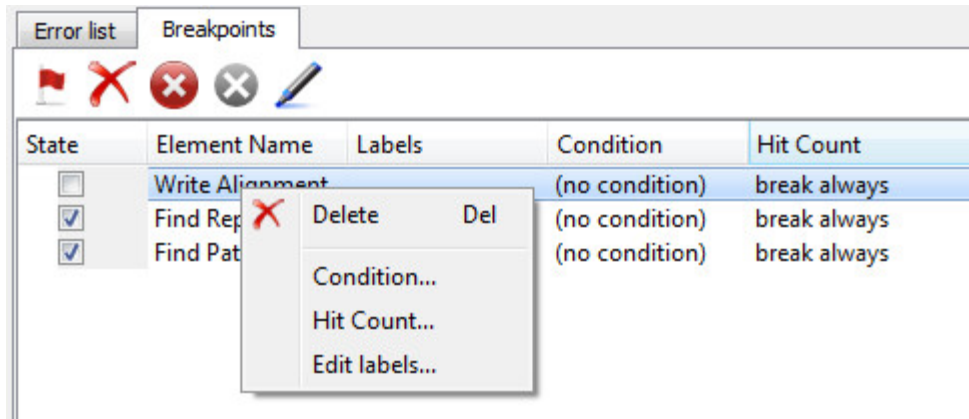 Error list Breakpoints
State Element Name Labels Condition Hit Count
Write Alignment (no condition) break always
Find Rep (no condition) break always
Find Pat (no condition) break always
Delete Del
Condition...
Hit Count...
Edit labels...